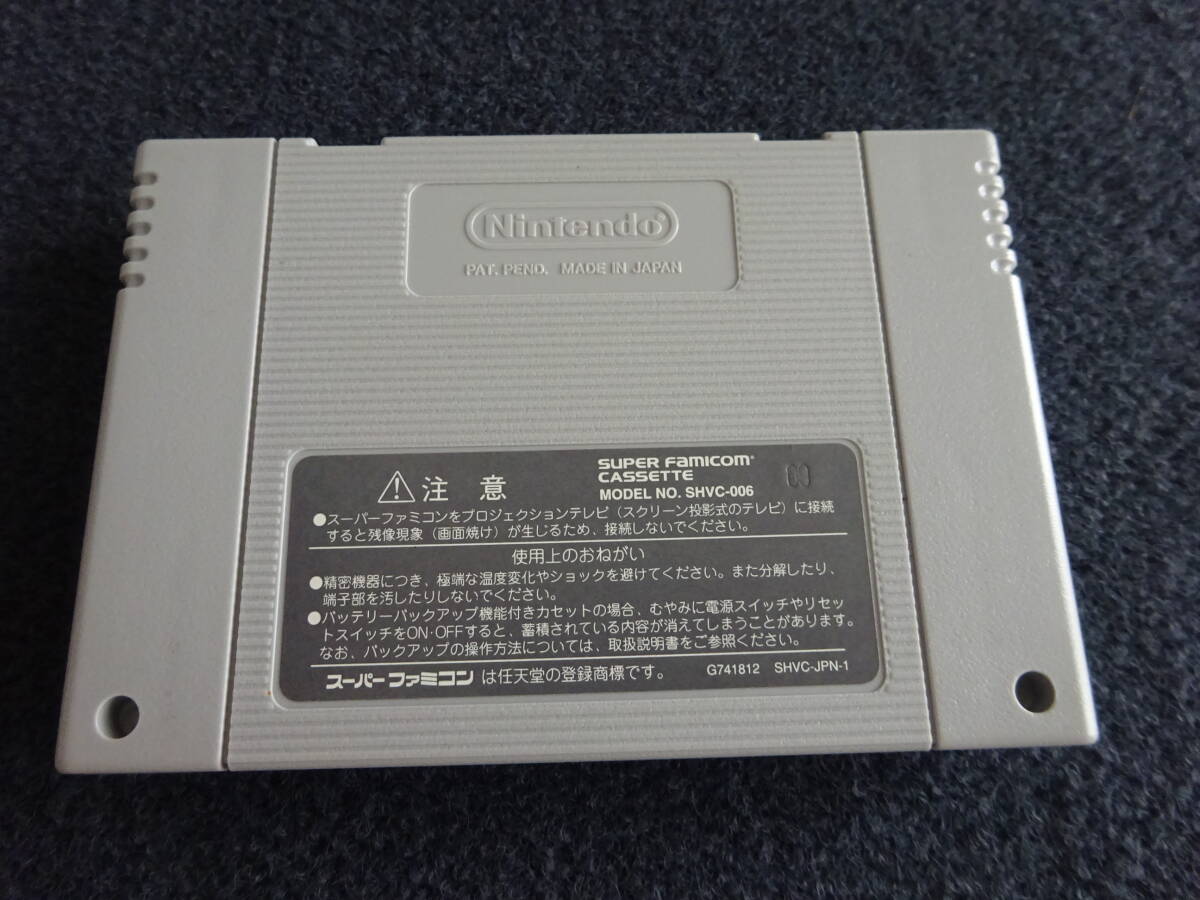 Nintendo®
PAT. PEND. MADE IN JAPAN
⚠注意
SUPER FAMICOM®
CASSETTE
MODEL NO. SHVC-006
●スーパーファミコンをプロジェクションテレビ（スクリーン投影式のテレビ）に接続
すると残像現象（画面焼け）が生じるため、接続しないでください。
使用上のおねがい
●精密機器につき、極端な温度変化やショックを避けてください。また分解したり、
端子部を汚したりしないでください。
●バッテリーバックアップ機能付きカセットの場合、むやみに電源スイッチやリセッ
トスイッチをON·OFFすると、蓄積されている内容が消えてしまうことがあります。
なお、バックアップの操作方法については、取扱説明書をご参照ください。
スーパーファミコンは任天堂の登録商標です。
G741812 SHVC-JPN-1